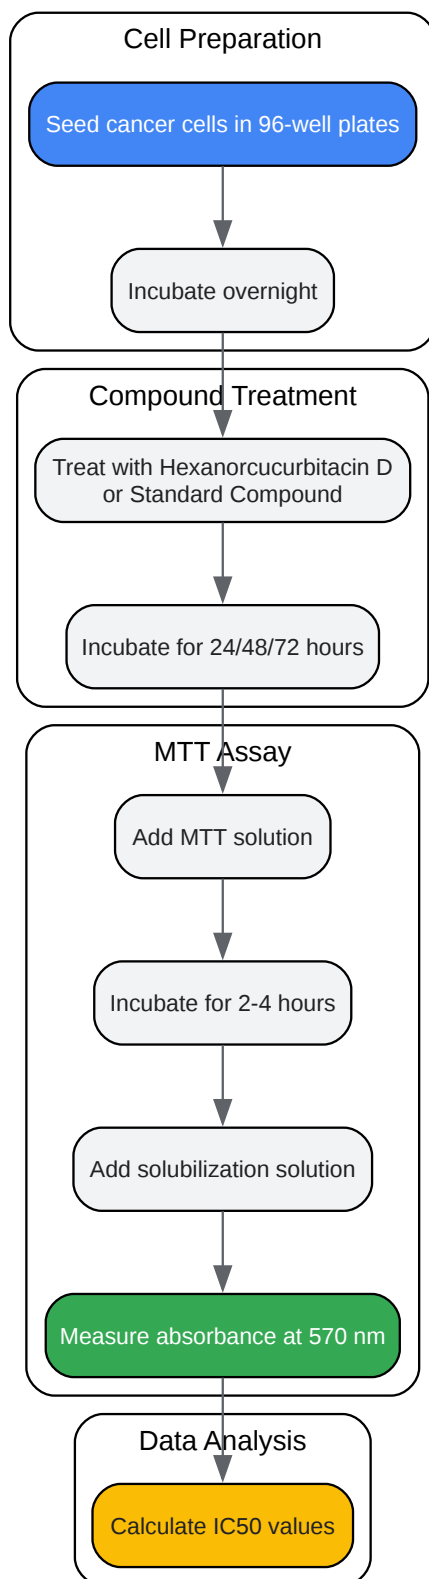 Cell Preparation
Seed cancer cells in 96-well plates
Incubate overnight
Compound Treatment
Treat with Hexanorcucurbitacin D
or Standard Compound
Incubate for 24/48/72 hours
MTT Assay
Add MTT solution
Incubate for 2-4 hours
Add solubilization solution
Measure absorbance at 570 nm
Data Analysis
Calculate IC50 values